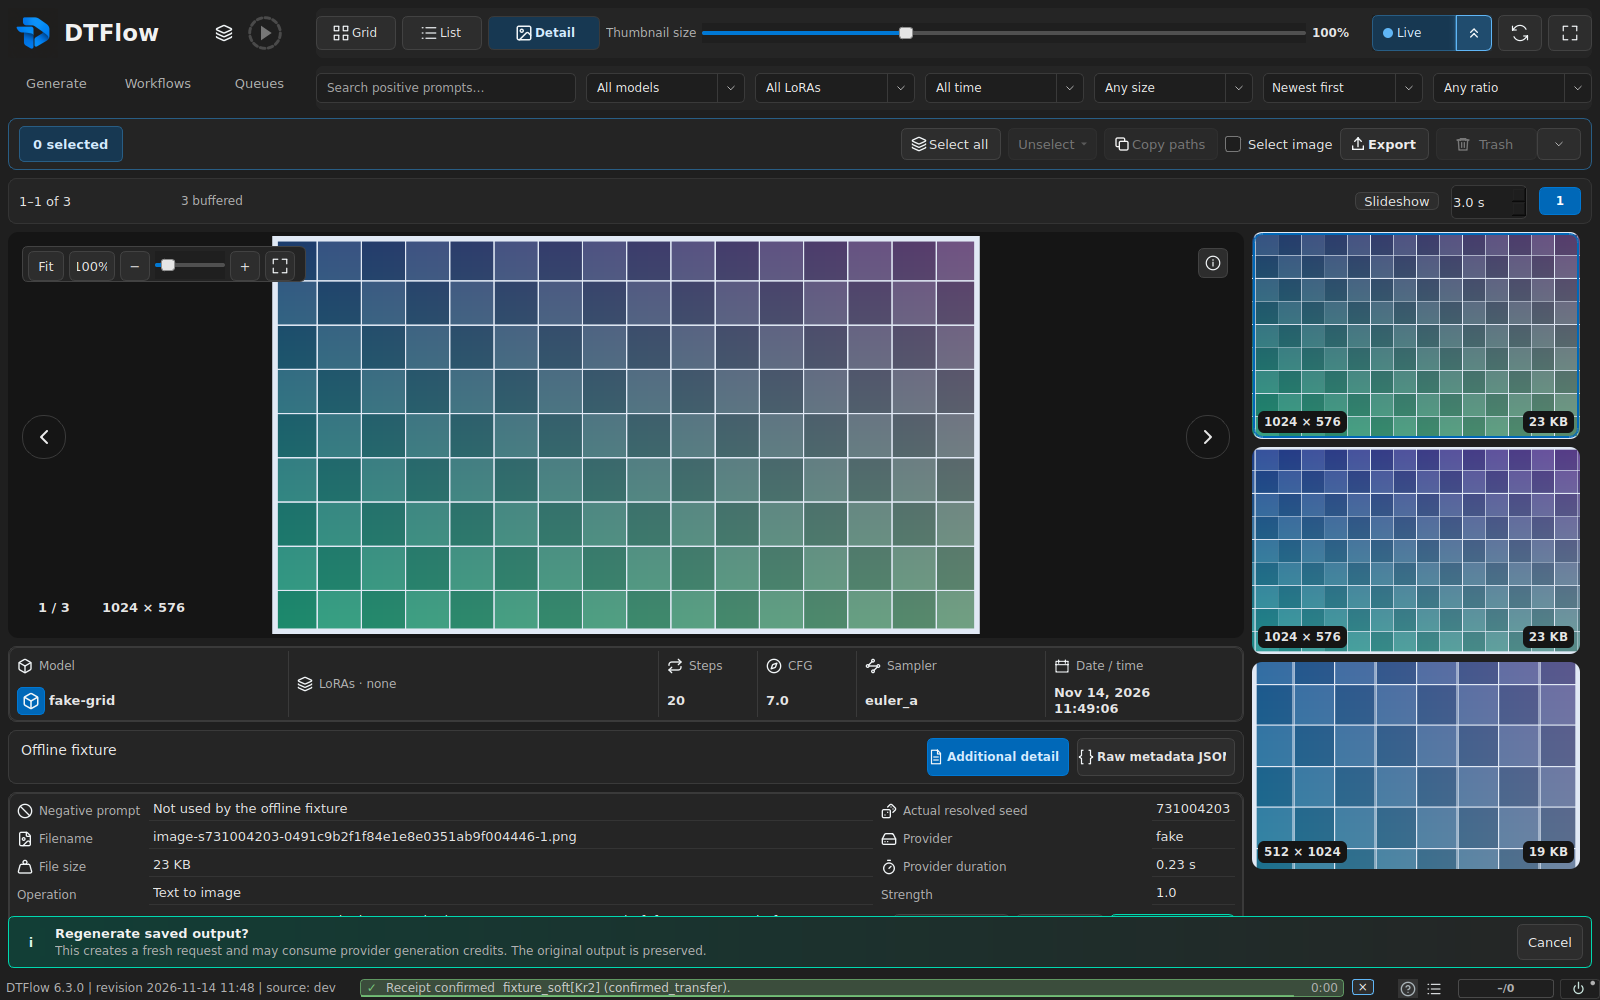 DTFlow
Grid
List
Detail
Thumbnail size
100%
Live
Generate
Workflows
Queues
Search positive prompts...
All models
All LoRAs
All time
Any size
Newest first
Any ratio
0 selected
Select all
Unselect
Copy paths
Select image
Export
Trash
1–1 of 3
3 buffered
Slideshow
3.0 s
1
Fit
100%
−
+
1 / 3
1024 × 576
1024 × 576
23 KB
1024 × 576
23 KB
512 × 1024
19 KB
Model
fake-grid
LoRAs · none
Steps
20
CFG
7.0
Sampler
euler_a
Date / time
Nov 14, 2026
11:49:06
Offline fixture
Additional detail
Raw metadata JSON
Negative prompt
Not used by the offline fixture
Filename
image-s731004203-0491c9b2f1f84e1e8e0351ab9f004446-1.png
File size
23 KB
Operation
Text to image
Actual resolved seed
731004203
Provider
fake
Provider duration
0.23 s
Strength
1.0
i
Regenerate saved output?
This creates a fresh request and may consume provider generation credits. The original output is preserved.
Cancel
DTFlow 6.3.0 | revision 2026-11-14 11:48 | source: dev
✓ Receipt confirmed fixture_soft[Kr2] (confirmed_transfer).
0:00
–/0